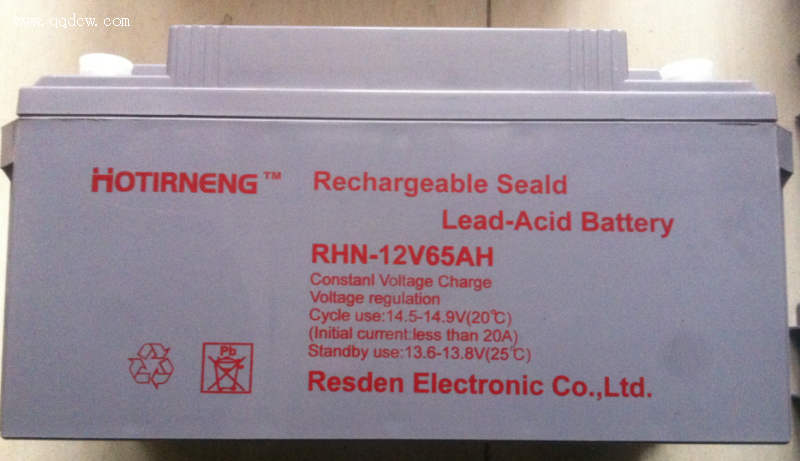 www.qqdcw.com
HOTIRNENG™ Rechargeable Seald
Lead-Acid Battery
RHN-12V65AH
Constanl Voltage Charge
Voltage regulation
Cycle use:14.5-14.9V(20℃)
(Initial current:less than 20A)
Standby use:13.6-13.8V(25℃)
Pb
Resden Electronic Co.,Ltd.